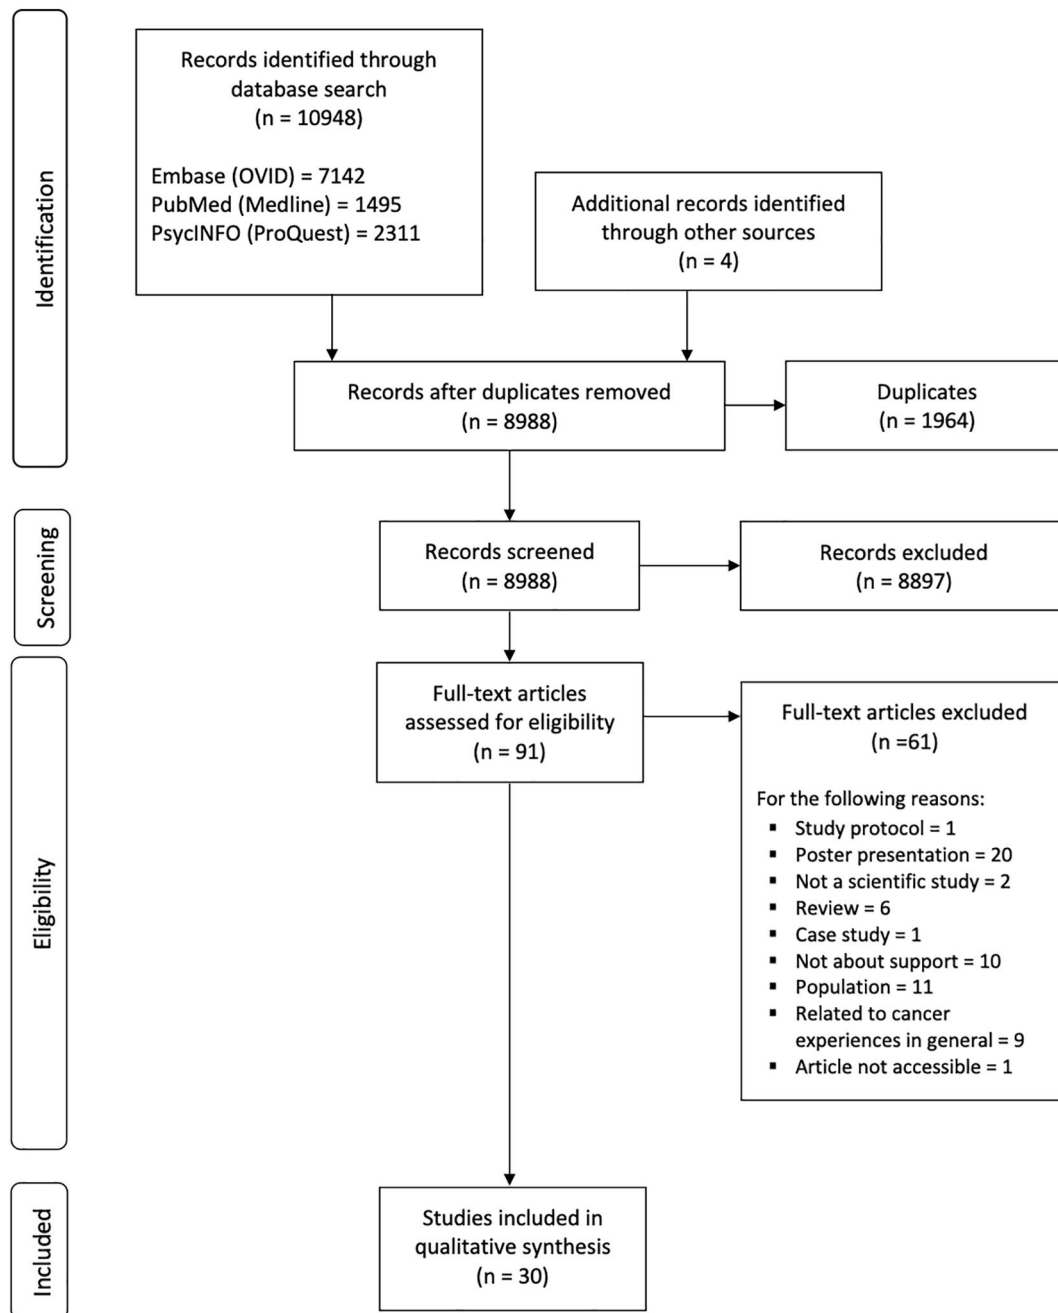 Identification
Records identified through
database search
(n = 10948)
Embase (OVID) = 7142
PubMed (Medline) = 1495
PsycINFO (ProQuest) = 2311
Additional records identified
through other sources
(n = 4)
Records after duplicates removed
(n = 8988)
Duplicates
(n = 1964)
Screening
Records screened
(n = 8988)
Records excluded
(n = 8897)
Eligibility
Full-text articles
assessed for eligibility
(n = 91)
Full-text articles excluded
(n =61)
For the following reasons:
▪ Study protocol = 1
▪ Poster presentation = 20
▪ Not a scientific study = 2
▪ Review = 6
▪ Case study = 1
▪ Not about support = 10
▪ Population = 11
▪ Related to cancer
experiences in general = 9
▪ Article not accessible = 1
Included
Studies included in
qualitative synthesis
(n = 30)